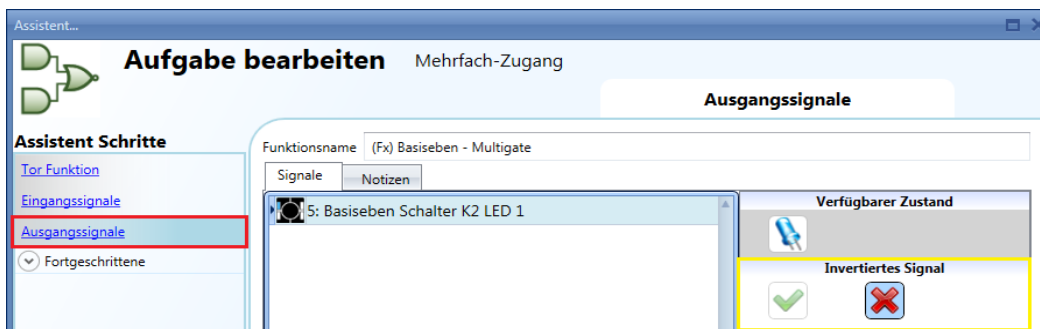 Assistent...
Aufgabe bearbeiten Mehrfach-Zugang
Ausgangssignale
Assistent Schritte
Tor Funktion
Eingangssignale
Ausgangssignale
Fortgeschrittene
Funktionsname (Fx) Basiseben - Multigate
Signale Notizen
5: Basiseben Schalter K2 LED 1
Verfügbarer Zustand
Invertiertes Signal